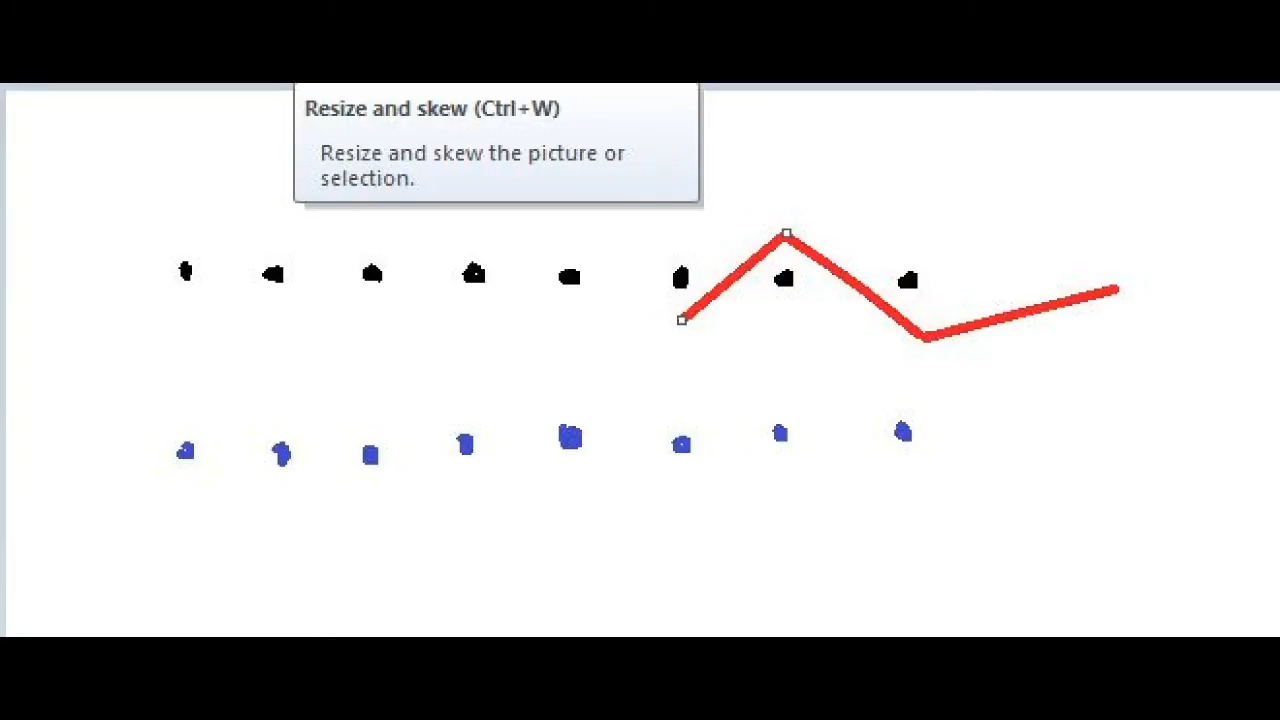 Resize and skew (Ctrl+W)
Resize and skew the picture or
selection.